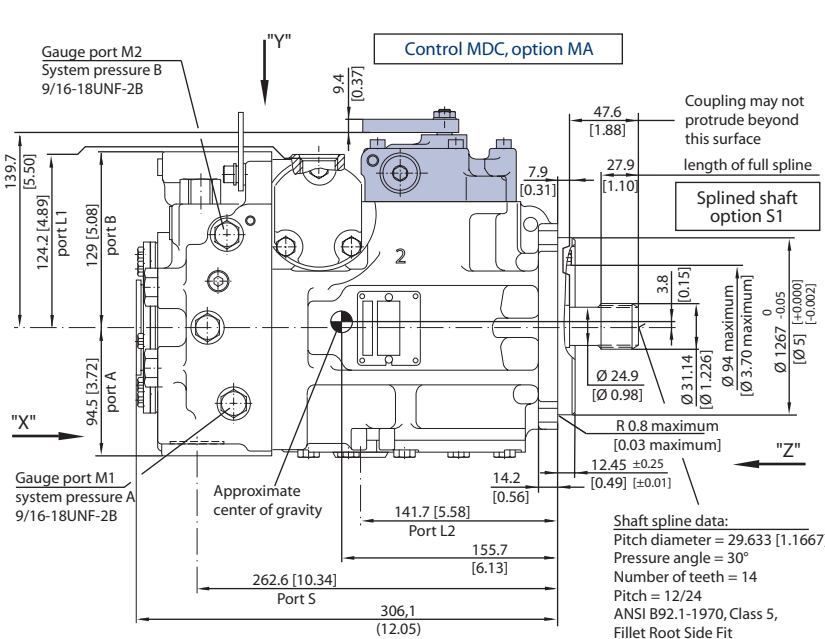 "Y"
Control MDC, option MA
Gauge port M2
System pressure B
9/16-18UNF-2B
9.4
[0.37]
47.6
[1.88]
Coupling may not
protrude beyond
this surface
139.7
[5.50]
124.2 [4.89]
port L1
129 [5.08]
port B
7.9
[0.31]
27.9
[1.10]
length of full spline
Splined shaft
option S1
2
3.8
[0.15]
Ø 31.14
[Ø 1.226]
Ø 94 maximum
[Ø 3.70 maximum]
Ø 1267 0 -0.05
[Ø 5] [+0.000] [-0.002]
94.5 [3.72]
port A
Ø 24.9
[Ø 0.98]
"X"
R 0.8 maximum
[0.03 maximum]
"Z"
12.45 ±0.25
[0.49] [±0.01]
14.2
[0.56]
Gauge port M1
system pressure A
9/16-18UNF-2B
Approximate
center of gravity
141.7 [5.58]
Port L2
155.7
[6.13]
262.6 [10.34]
Port S
306,1
(12.05)
Shaft spline data:
Pitch diameter = 29.633 [1.1667]
Pressure angle = 30°
Number of teeth = 14
Pitch = 12/24
ANSI B92.1-1970, Class 5,
Fillet Root Side Fit